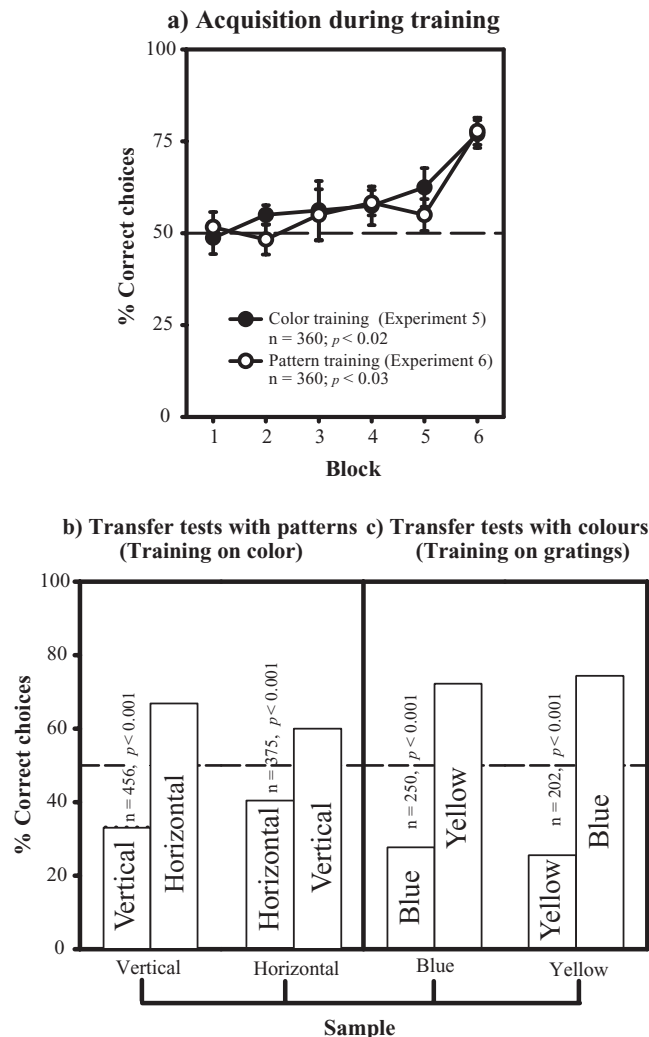 a) Acquisition during training
100
75
50
25
0
% Correct choices
Color training (Experiment 5)
n = 360; p < 0.02
Pattern training (Experiment 6)
n = 360; p < 0.03
1 2 3 4 5 6
Block
b) Transfer tests with patterns c) Transfer tests with colours
(Training on color) (Training on gratings)
100
80
60
40
20
0
% Correct choices
Vertical
n = 456, p < 0.001
Horizontal
Horizontal
n = 375, p < 0.001
Vertical
Blue
n = 250, p < 0.001
Yellow
Yellow
n = 202, p < 0.001
Blue
Vertical Horizontal Blue Yellow
Sample